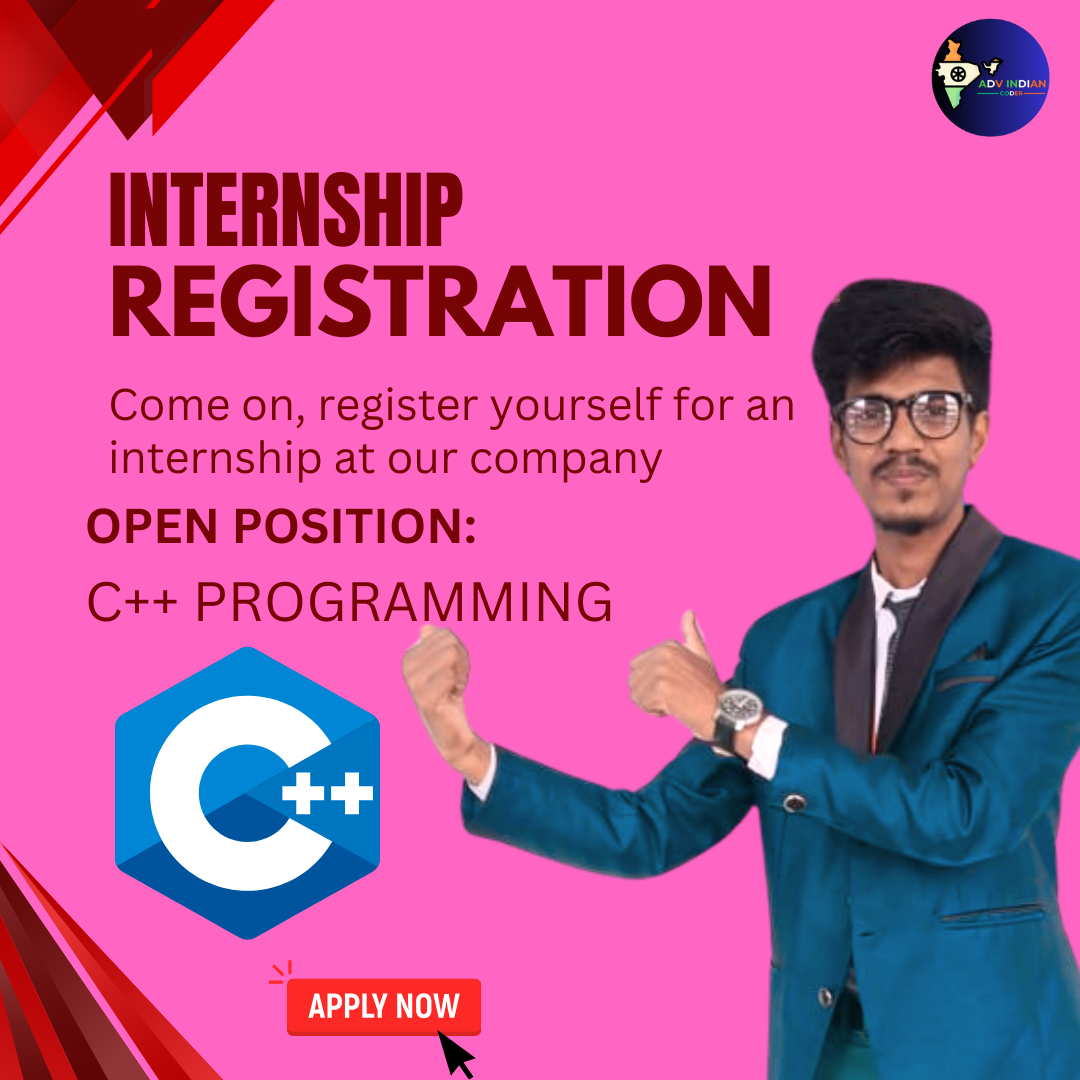 ADV INDIAN
CODER
INTERNSHIP
REGISTRATION
Come on, register yourself for an
internship at our company
OPEN POSITION:
C++ PROGRAMMING
C++
APPLY NOW